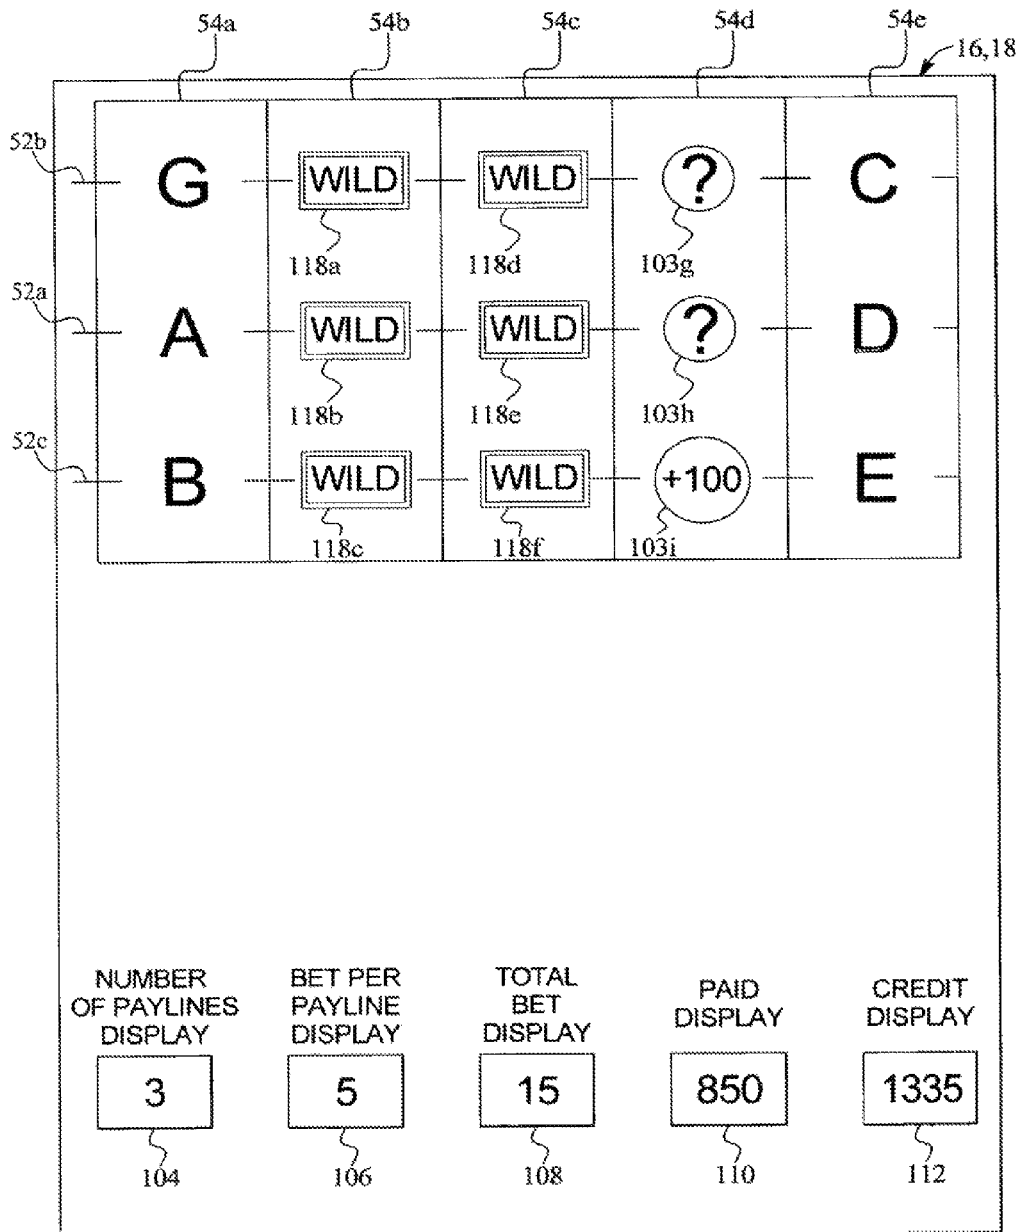 54a 54b 54c 54d 54e
16,18
52b G WILD WILD ? C
118a 118d 103g
52a A WILD WILD ? D
118b 118e 103h
52c B WILD WILD +100 E
118c 118f 103i
NUMBER OF PAYLINES DISPLAY
BET PER PAYLINE DISPLAY
TOTAL BET DISPLAY
PAID DISPLAY
CREDIT DISPLAY
3 5 15 850 1335
104 106 108 110 112